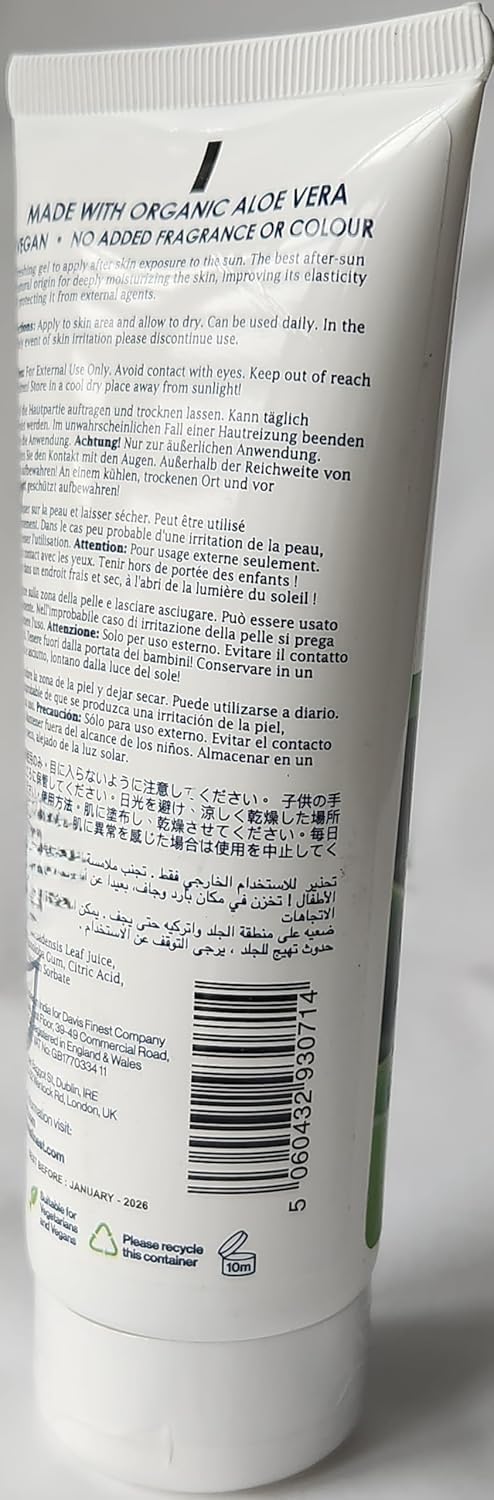 MADE WITH ORGANIC ALOE VERA
VEGAN • NO ADDED FRAGRANCE OR COLOUR
gel to apply after skin exposure to the sun. The best after-sun
origin for deeply moisturizing the skin, improving its elasticity
protecting it from external agents.
Apply to skin area and allow to dry. Can be used daily. In the
event of skin irritation please discontinue use.
For External Use Only. Avoid contact with eyes. Keep out of reach
Store in a cool dry place away from sunlight!
die Hautpartie auftragen und trocknen lassen. Kann täglich
werden. Im unwahrscheinlichen Fall einer Hautreizung beenden
die Anwendung. Achtung! Nur zur äußerlichen Anwendung.
Sie den Kontakt mit den Augen. Außerhalb der Reichweite von
aufbewahren! An einem kühlen, trockenen Ort und vor
geschützt aufbewahren!
sur la peau et laisser sécher. Peut être utilisé
Dans le cas peu probable d'une irritation de la peau,
l'utilisation. Attention: Pour usage externe seulement.
contact avec les yeux. Tenir hors de portée des enfants !
dans un endroit frais et sec, à l'abri de la lumière du soleil !
sulla zona della pelle e lasciare asciugare. Può essere usato
Nell'improbabile caso di irritazione della pelle si prega
l'uso. Attenzione: Solo per uso esterno. Evitare il contatto
Tenere fuori dalla portata dei bambini! Conservare in un
asciutto, lontano dalla luce del sole!
la zona de la piel y dejar secar. Puede utilizarse a diario.
de que se produzca una irritación de la piel,
Precaución: Sólo para uso externo. Evitar el contacto
fuera del alcance de los niños. Almacenar en un
alejado de la luz solar.
目に入らないように注意してください。 子供の手
保管してください。日光を避け、涼しく乾燥した場所
使用方法・肌に塗布し、乾燥させてください。毎日
肌に異常を感じた場合は使用を中止してく
تحذير للاستخدام الخارجي فقط . تجنب ملامسة
الأطفال ! تخزن في مكان بارد وجاف، بعيدا عن
الاتجاهات
ضعيه على منطقة الجلد واتركيه حتى يجف . يمكن
حدوث تهيج للجلد ، يرجى التوقف عن الاستخدام .
Leaf Juice,
Gum, Citric Acid,
Sorbate
India for Davis Finest Company
Floor, 39-49 Commercial Road,
Registered in England & Wales
VAT No: GB177033411
St, Dublin, IRE
Rd, London, UK
visit:
BEST BEFORE : JANUARY - 2026
Suitable for
Vegetarians
and Vegans
Please recycle
this container
10m
5 060432 930714